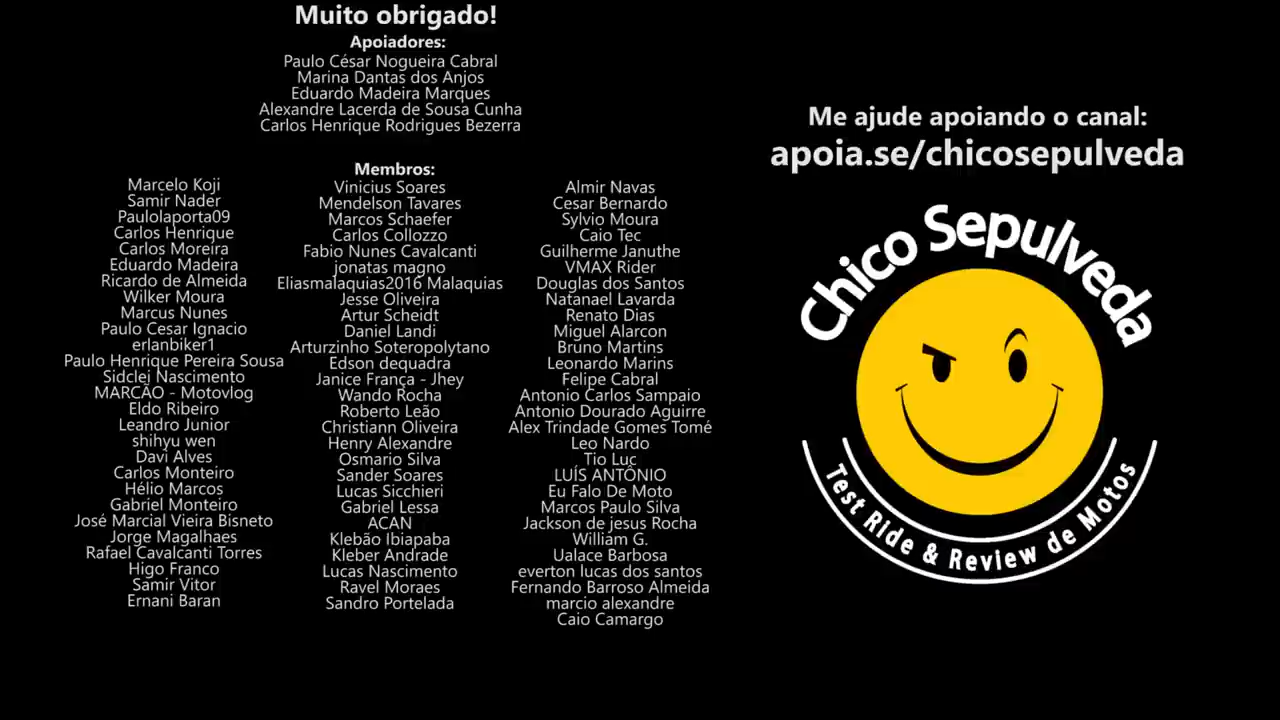 Muito obrigado!
Apoiadores:
Paulo César Nogueira Cabral
Marina Dantas dos Anjos
Eduardo Madeira Marques
Alexandre Lacerda de Sousa Cunha
Carlos Henrique Rodrigues Bezerra
Membros:
Marcelo Koji
Samir Nader
Paulolaporta09
Carlos Henrique
Carlos Moreira
Eduardo Madeira
Ricardo de Almeida
Wilker Moura
Marcus Nunes
Paulo Cesar Ignacio
erlanbiker1
Paulo Henrique Pereira Sousa
Sidclei Nascimento
MARCÃO - Motovlog
Eldo Ribeiro
Leandro Junior
shihyu wen
Davi Alves
Carlos Monteiro
Hélio Marcos
Gabriel Monteiro
José Marcial Vieira Bisneto
Jorge Magalhaes
Rafael Cavalcanti Torres
Higo Franco
Samir Vitor
Ernani Baran
Vinicius Soares
Mendelson Tavares
Marcos Schaefer
Carlos Collozzo
Fabio Nunes Cavalcanti
jonatas magno
Eliasmalaquias2016 Malaquias
Jesse Oliveira
Artur Scheidt
Daniel Landi
Arturzinho Soteropolytano
Edson dequadra
Janice França - Jhey
Wando Rocha
Roberto Leão
Christiann Oliveira
Henry Alexandre
Osmario Silva
Sander Soares
Lucas Sicchieri
Gabriel Lessa
ACAN
Klebão Ibiapaba
Kleber Andrade
Lucas Nascimento
Ravel Moraes
Sandro Portelada
Almir Navas
Cesar Bernardo
Sylvio Moura
Caio Tec
Guilherme Januthe
VMAX Rider
Douglas dos Santos
Natanael Lavarda
Renato Dias
Miguel Alarcon
Bruno Martins
Leonardo Marins
Felipe Cabral
Antonio Carlos Sampaio
Antonio Dourado Aguirre
Alex Trindade Gomes Tomé
Leo Nardo
Tio Luc
LUÍS ANTÔNIO
Eu Falo De Moto
Marcos Paulo Silva
Jackson de jesus Rocha
William G.
Ualace Barbosa
everton lucas dos santos
Fernando Barroso Almeida
marcio alexandre
Caio Camargo
Me ajude apoiando o canal:
apoia.se/chicosepulveda
Chico Sepulveda
Test Ride & Review de Motos